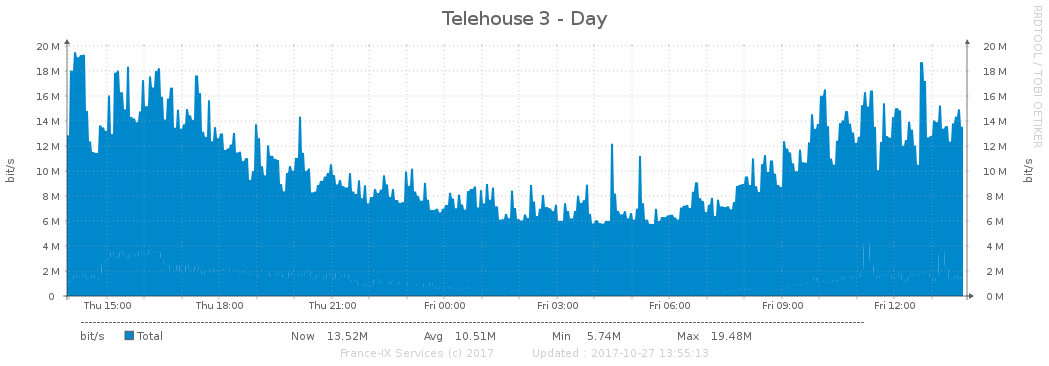 Telehouse 3 - Day
RRDTOOL / TOBI OETIKER
bit/s
bit/s
20 M 20 M
18 M 18 M
16 M 16 M
14 M 14 M
12 M 12 M
10 M 10 M
8 M 8 M
6 M 6 M
4 M 4 M
2 M 2 M
0 0 M
Thu 15:00 Thu 18:00 Thu 21:00 Fri 00:00 Fri 03:00 Fri 06:00 Fri 09:00 Fri 12:00
bit/s Total Now 13.52M Avg 10.51M Min 5.74M Max 19.48M
France-IX Services (c) 2017 Updated : 2017-10-27 13:55:13